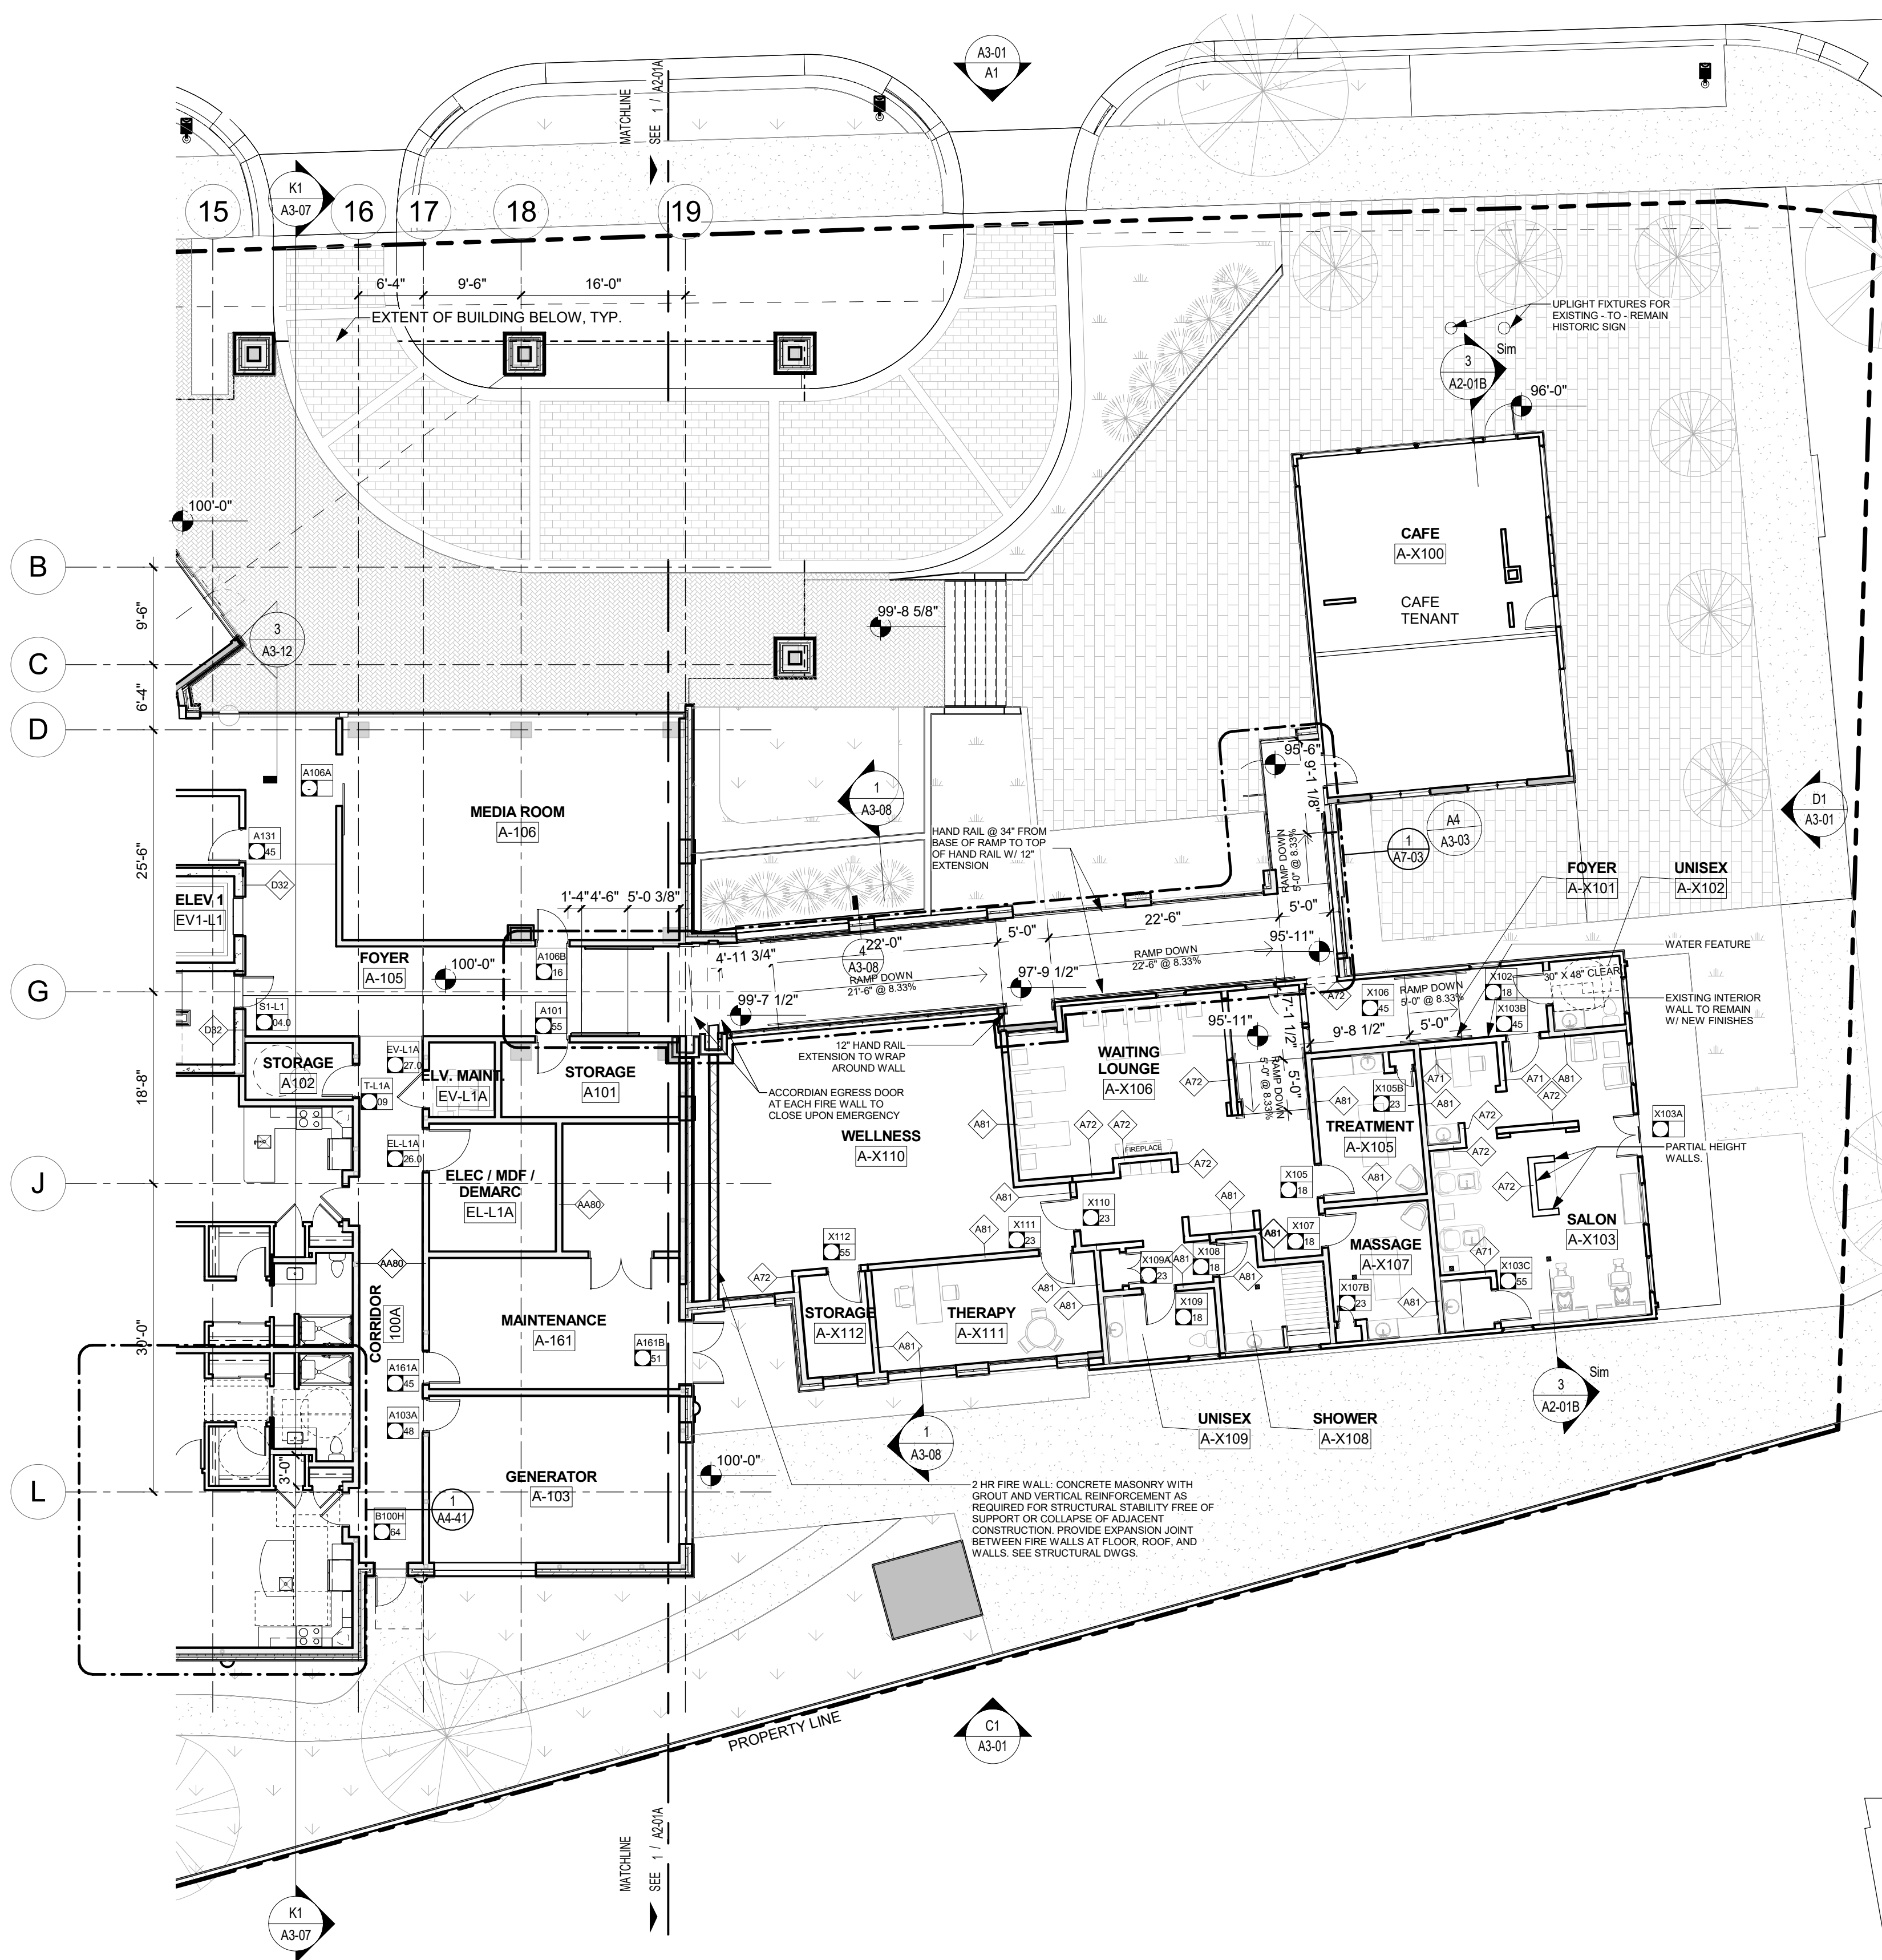 A3-01
A1
MATCHLINE
SEE 1 / A2-01A
K1
A3-07
15
16
17
18
19
6'-4"
9'-6"
16'-0"
EXTENT OF BUILDING BELOW, TYP.
UPLIGHT FIXTURES FOR
EXISTING - TO - REMAIN
HISTORIC SIGN
3
A2-01B
Sim
96'-0"
100'-0"
B
9'-6"
C
6'-4"
D
25'-6"
G
18'-8"
J
30'-0"
L
3
A3-12
99'-8 5/8"
CAFE
A-X100
CAFE
TENANT
A106A
-
MEDIA ROOM
A-106
A131
45
D32
ELEV 1
EV1-L1
1
A3-08
HAND RAIL @ 34" FROM
BASE OF RAMP TO TOP
OF HAND RAIL W/ 12"
EXTENSION
95'-6"
9'-1 1/8"
RAMP DOWN
5'-0" @ 8.33%
1
A7-03
A4
A3-03
D1
A3-01
FOYER
A-X101
UNISEX
A-X102
1'-4"
4'-6"
5'-0 3/8"
FOYER
A-105
100'-0"
A106B
16
A101
55
4'-11 3/4"
22'-0"
4
A3-08
RAMP DOWN
21'-6" @ 8.33%
5'-0"
22'-6"
5'-0"
95'-11"
RAMP DOWN
22'-6" @ 8.33%
97'-9 1/2"
99'-7 1/2"
WATER FEATURE
30" X 48" CLEAR
X102
18
X103B
45
EXISTING INTERIOR
WALL TO REMAIN
W/ NEW FINISHES
A72
X106
45
RAMP DOWN
5'-0" @ 8.33%
9'-8 1/2"
5'-0"
7'-1 1/2"
95'-11"
5'-0"
RAMP DOWN
5'-0" @ 8.33%
S1-L1
04.0
D32
STORAGE
A102
EV-L1A
27.0
T-L1A
09
ELV. MAINT.
EV-L1A
STORAGE
A101
12" HAND RAIL
EXTENSION TO WRAP
AROUND WALL
ACCORDIAN EGRESS DOOR
AT EACH FIRE WALL TO
CLOSE UPON EMERGENCY
WAITING
LOUNGE
A-X106
A72
A81
A72
A72
FIREPLACE
A72
WELLNESS
A-X110
A81
X105B
23
A71
A81
A71
A81
A72
TREATMENT
A-X105
A81
A72
A72
X103A
PARTIAL HEIGHT
WALLS.
A72
EL-L1A
26.0
ELEC / MDF /
DEMARC
EL-L1A
AA80
A81
X110
23
A81
X105
18
X107
18
A81
SALON
A-X103
A71
X103C
55
MASSAGE
A-X107
X107B
23
A81
AA80
CORRIDOR
100A
X112
55
A81
X111
23
A81
X109A
23
A81
X108
18
A81
A81
X109
18
A72
STORAGE
A-X112
THERAPY
A-X111
A81
MAINTENANCE
A-161
A161B
51
A161A
45
A103A
48
3'-0"
GENERATOR
A-103
100'-0"
1
A4-41
B100H
64
1
A3-08
UNISEX
A-X109
SHOWER
A-X108
3
A2-01B
Sim
2 HR FIRE WALL: CONCRETE MASONRY WITH
GROUT AND VERTICAL REINFORCEMENT AS
REQUIRED FOR STRUCTURAL STABILITY FREE OF
SUPPORT OR COLLAPSE OF ADJACENT
CONSTRUCTION. PROVIDE EXPANSION JOINT
BETWEEN FIRE WALLS AT FLOOR, ROOF, AND
WALLS. SEE STRUCTURAL DWGS.
PROPERTY LINE
C1
A3-01
MATCHLINE
SEE 1 / A2-01A
K1
A3-07